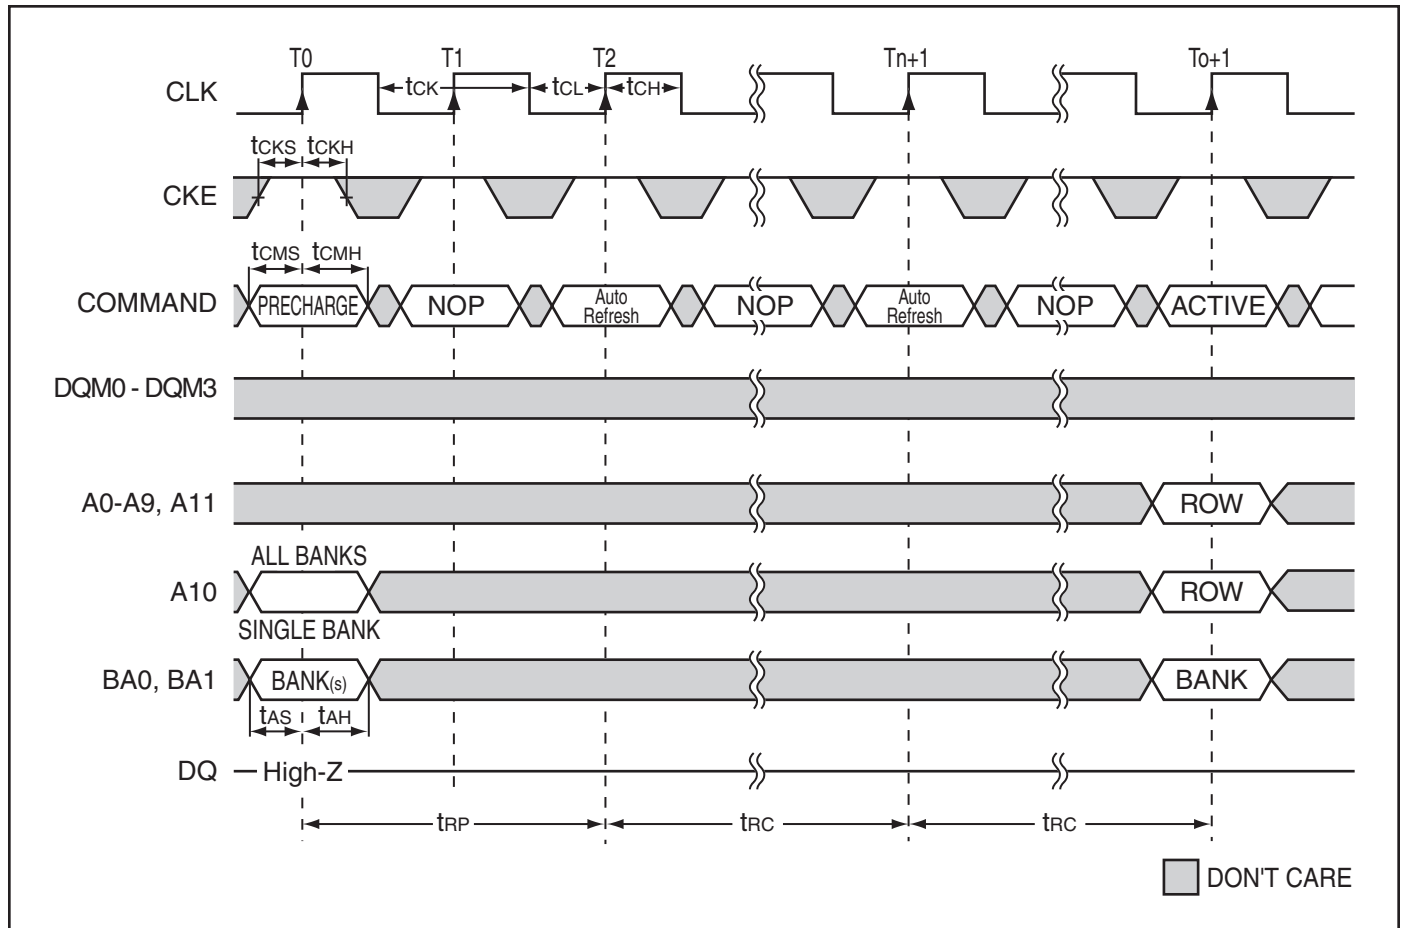 T0 T1 T2 Tn+1 To+1
CLK tCK tCL tCH
tCKS tCKH
CKE
tCMS tCMH
COMMAND PRECHARGE NOP Auto Refresh NOP Auto Refresh NOP ACTIVE
DQM0 - DQM3
A0-A9, A11 ROW
ALL BANKS
A10 ROW
SINGLE BANK
BA0, BA1 BANK(s) BANK
tAS tAH
DQ High-Z
tRP tRC tRC
DON'T CARE